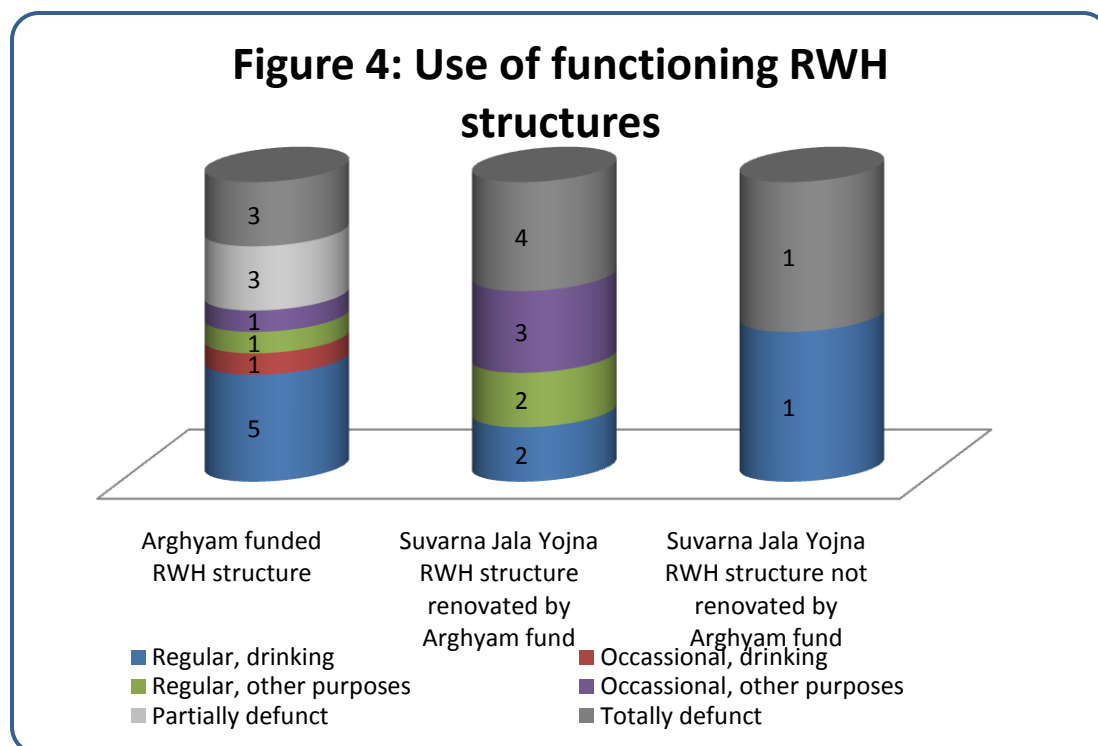 Figure 4: Use of functioning RWH
structures
3
3
1
1
1
5
4
3
2
2
1
1
Arghyam funded
RWH structure
Suvarna Jala Yojna
RWH structure
renovated by
Arghyam fund
Suvarna Jala Yojna
RWH structure not
renovated by
Arghyam fund
Regular, drinking
Occassional, drinking
Regular, other purposes
Occassional, other purposes
Partially defunct
Totally defunct